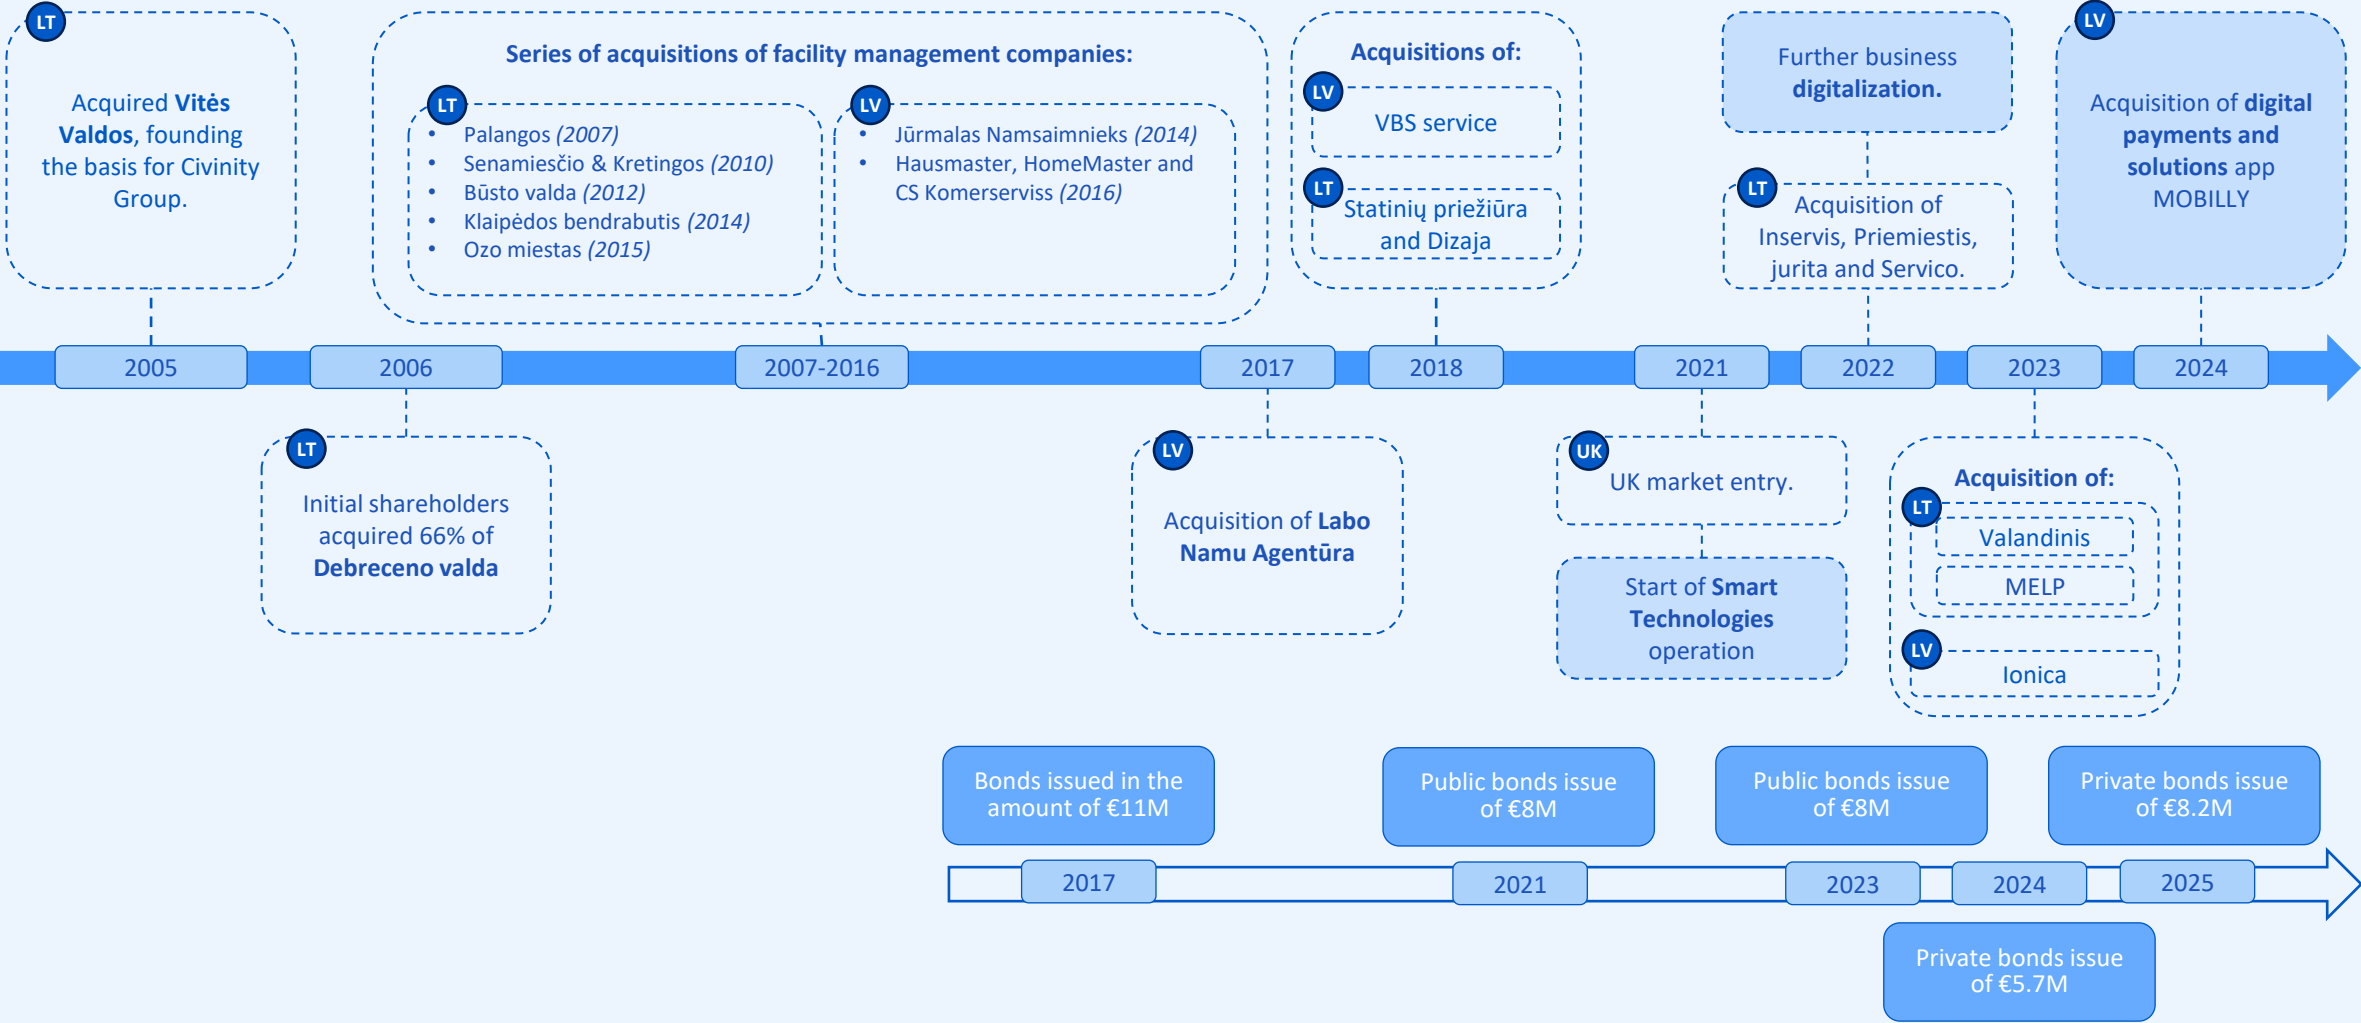 LT
Acquired Vitės
Valdos, founding
the basis for Civinity
Group.
Series of acquisitions of facility management companies:
LT
• Palangos (2007)
• Senamiesčio & Kretingos (2010)
• Būsto valda (2012)
• Klaipėdos bendrabutis (2014)
• Ozo miestas (2015)
LV
• Jūrmalas Namsaimnieks (2014)
• Hausmaster, HomeMaster and
CS Komerserviss (2016)
Acquisitions of:
LV
VBS service
LT
Statinių priežiūra
and Dizaja
Further business
digitalization.
LT
Acquisition of
Inservis, Priemiestis,
jurita and Servico.
LV
Acquisition of digital
payments and
solutions app
MOBILLY
2005
2006
2007-2016
2017
2018
2021
2022
2023
2024
LT
Initial shareholders
acquired 66% of
Debreceno valda
LV
Acquisition of Labo
Namu Agentūra
UK
UK market entry.
Start of Smart
Technologies
operation
Acquisition of:
LT
Valandinis
MELP
LV
Ionica
Bonds issued in the
amount of €11M
Public bonds issue
of €8M
Public bonds issue
of €8M
Private bonds issue
of €8.2M
2017
2021
2023
2024
2025
Private bonds issue
of €5.7M